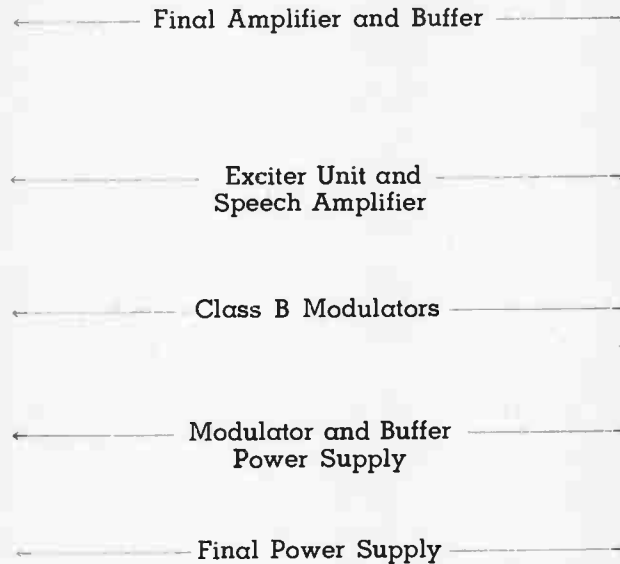 Final Amplifier and Buffer
Exciter Unit and
Speech Amplifier
Class B Modulators
Modulator and Buffer
Power Supply
Final Power Supply